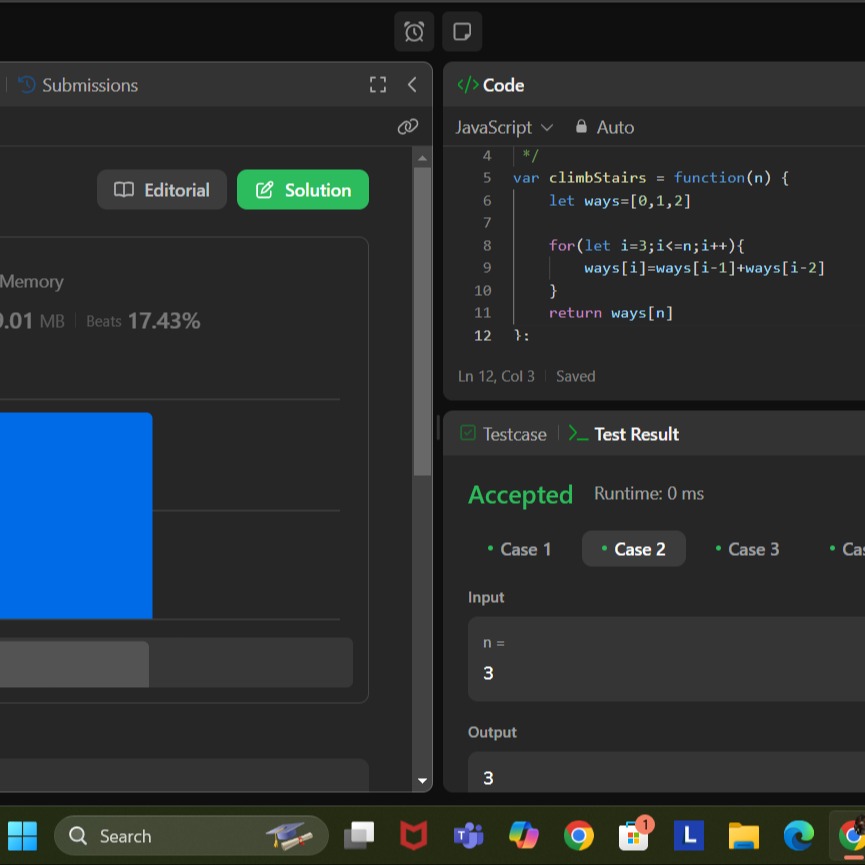 Submissions
Editorial
Solution
Memory
9.01 MB | Beats 17.43%
</> Code
JavaScript Auto
4 */
5 var climbStairs = function(n) {
6 let ways=[0,1,2]
7
8 for(let i=3;i<=n;i++){
9 ways[i]=ways[i-1]+ways[i-2]
10 }
11 return ways[n]
12 };
Ln 12, Col 3 | Saved
Testcase | >_ Test Result
Accepted Runtime: 0 ms
• Case 1 • Case 2 • Case 3 • Cas
Input
n =
3
Output
3
Search
1
L